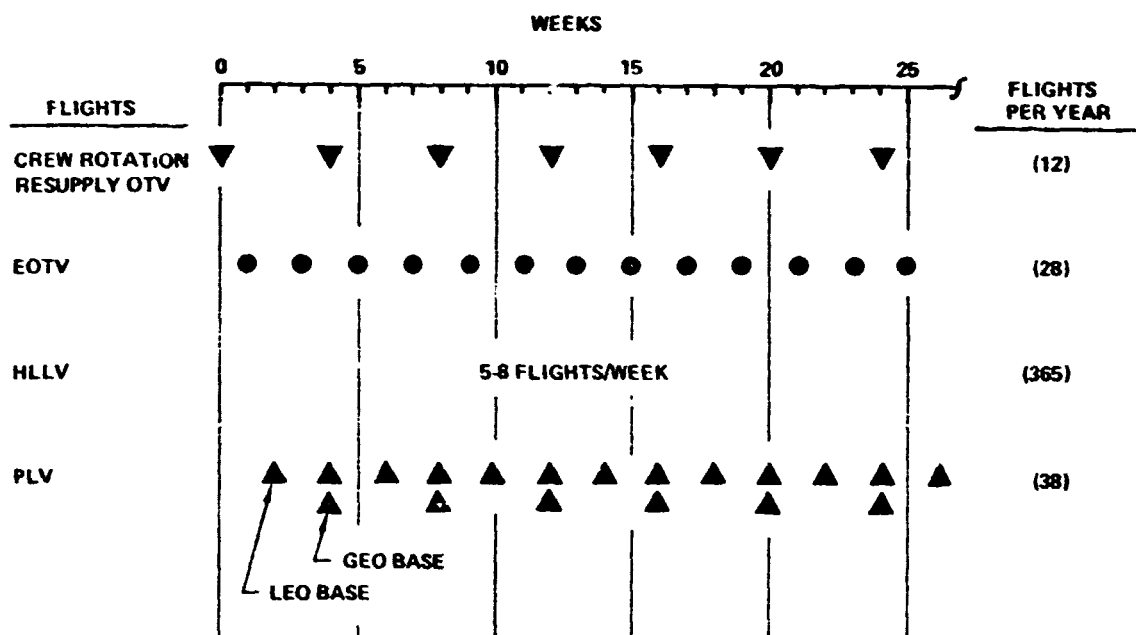 WEEKS
0 5 10 15 20 25
FLIGHTS
FLIGHTS
PER YEAR
CREW ROTATION
RESUPPLY OTV
(12)
EOTV
(28)
HLLV
5-8 FLIGHTS/WEEK
(365)
PLV
(38)
GEO BASE
LEO BASE